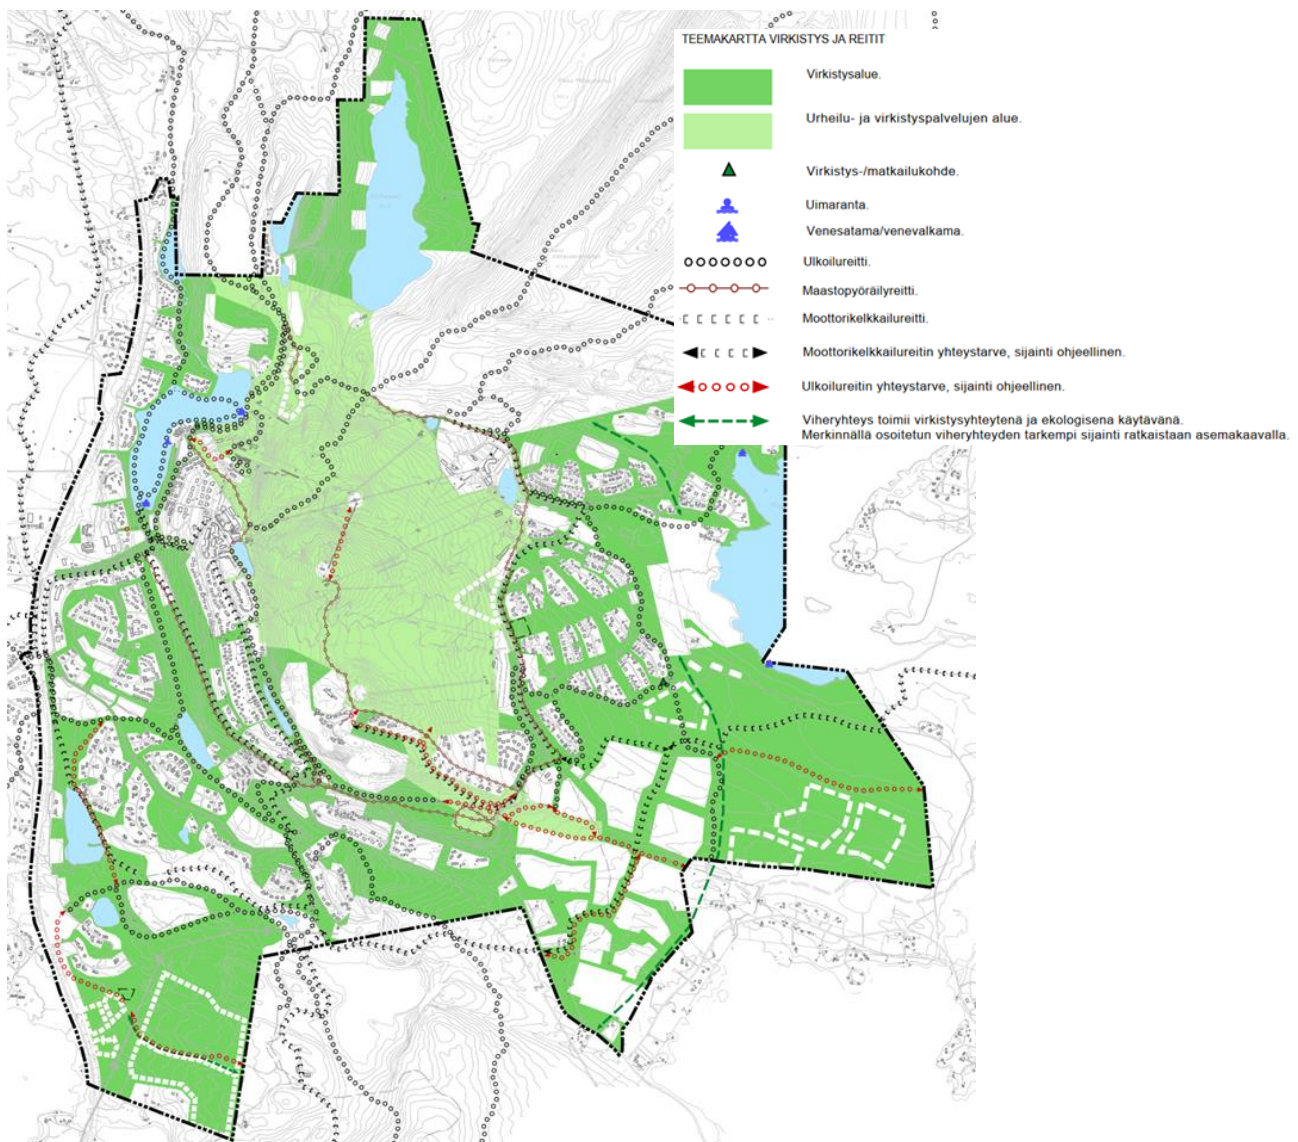 TEEMAKARTTA VIRKISTYS JA REITIT
Virkistysalue.
Urheilu- ja virkistyspalvelujen alue.
Virkistys-/matkailukohde.
Uimaranta.
Venesatama/venevalkama.
Ulkoilureitti.
Maastopyöräilyreitti.
Moottorikelkkailureitti.
Moottorikelkkailureitin yhteystarve, sijainti ohjeellinen.
Ulkoilureitin yhteystarve, sijainti ohjeellinen.
Viheryhteys toimii virkistysyhteytenä ja ekologisena käytävänä.
Merkinnällä osoitetun viheryhteyden tarkempi sijainti ratkaistaan asemakaavalla.